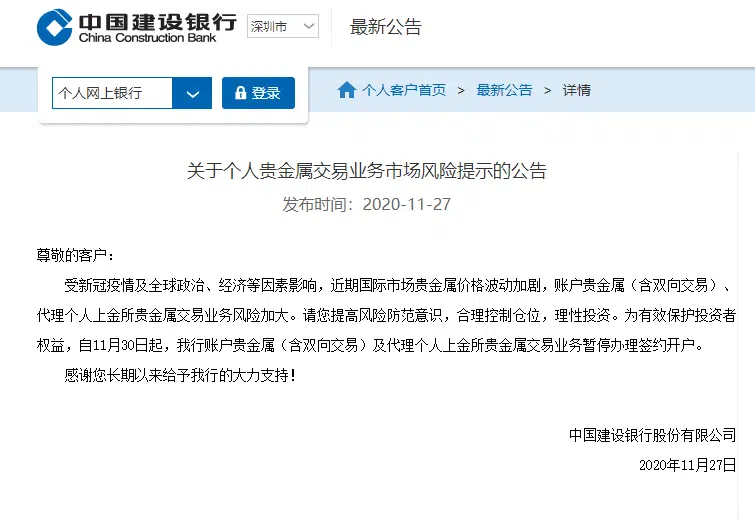 中国建设银行
China Construction Bank
深圳市
最新公告
个人网上银行
登录
个人客户首页 > 最新公告 > 详情
关于个人贵金属交易业务市场风险提示的公告
发布时间：2020-11-27
尊敬的客户：
受新冠疫情及全球政治、经济等因素影响，近期国际市场贵金属价格波动加剧，账户贵金属（含双向交易）、
代理个人上金所贵金属交易业务风险加大。请您提高风险防范意识，合理控制仓位，理性投资。为有效保护投资者
权益，自11月30日起，我行账户贵金属（含双向交易）及代理个人上金所贵金属交易业务暂停办理签约开户。
感谢您长期以来给予我行的大力支持！
中国建设银行股份有限公司
2020年11月27日